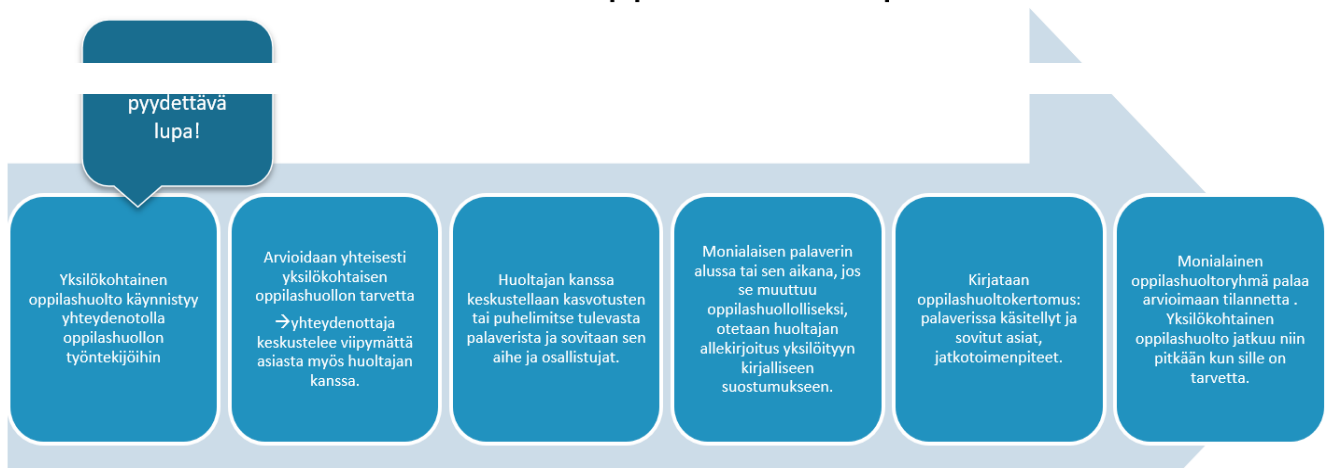 pyydettävä
lupa!
Yksilökohtainen
oppilashuolto käynnistyy
yhteydenotolla
oppilashuollon
työntekijöihin
Arvioidaan yhteisesti
yksilökohtaisen
oppilashuollon tarvetta
→yhteydenottaja
keskustelee viipymättä
asiasta myös huoltajan
kanssa.
Huoltajan kanssa
keskustellaan kasvotusten
tai puhelimitse tulevasta
palaverista ja sovitaan sen
aihe ja osallistujat.
Monialaisen palaverin
alussa tai sen aikana, jos
se muuttuu
oppilashuollolliseksi,
otetaan huoltajan
allekirjoitus yksilöityyn
kirjalliseen
suostumukseen.
Kirjataan
oppilashuoltokertomus:
palaverissa käsitellyt ja
sovitut asiat,
jatkotoimenpiteet.
Monialainen
oppilashuoltoryhmä palaa
arvioimaan tilannetta .
Yksilökohtainen
oppilashuolto jatkuu niin
pitkään kun sille on
tarvetta.